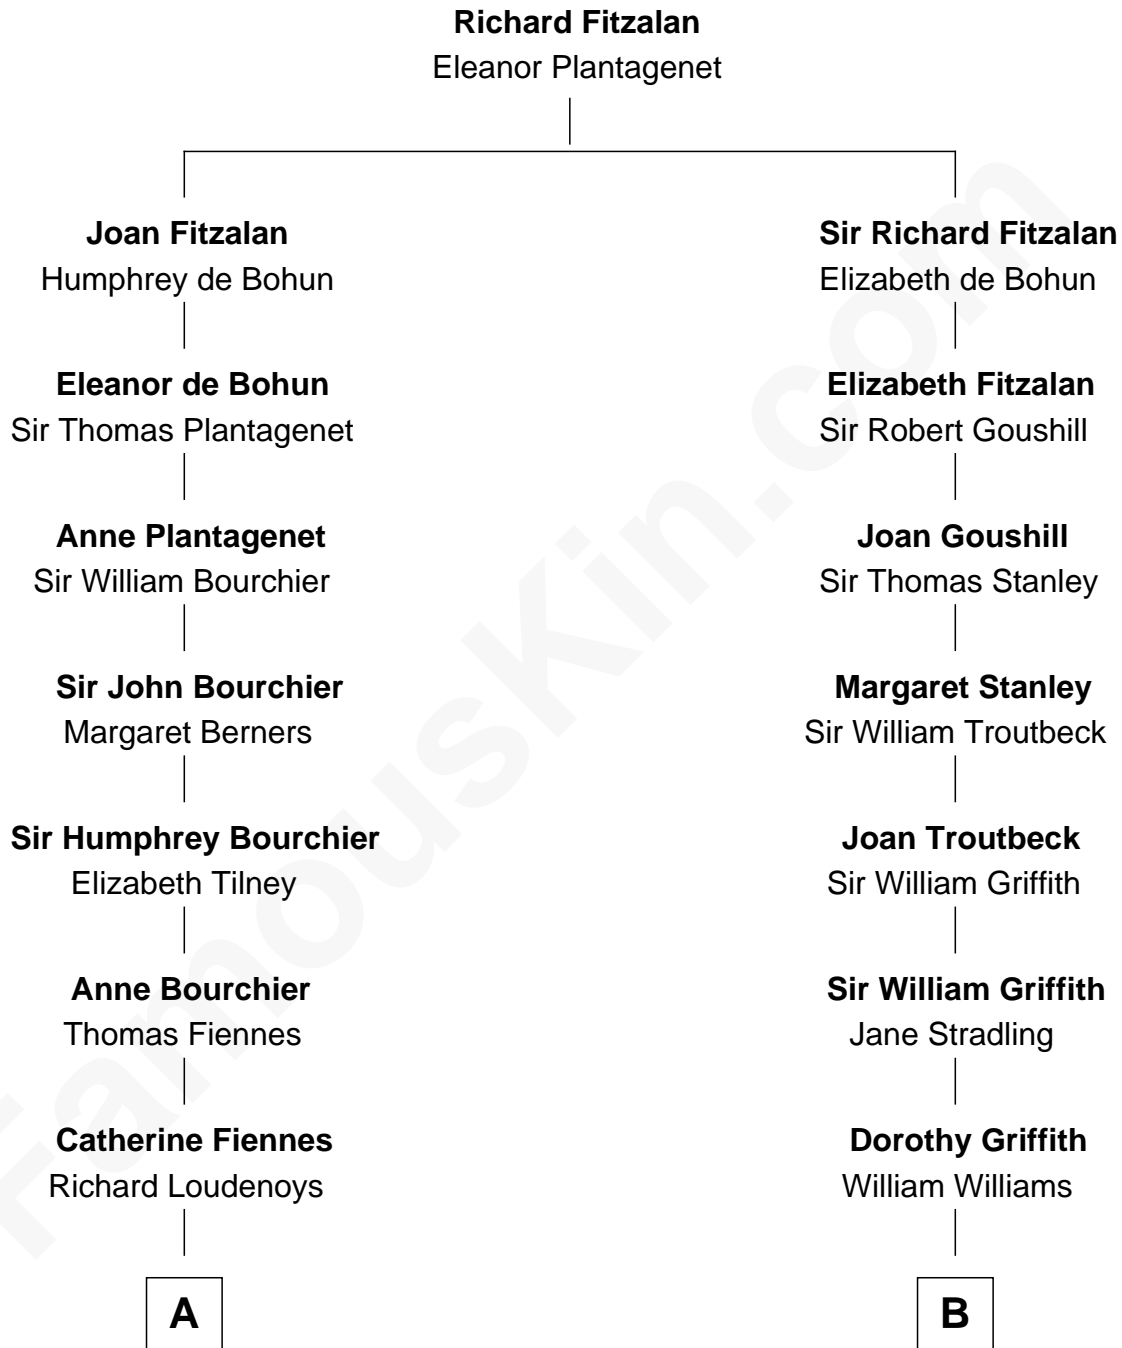 Richard Fitzalan
Eleanor Plantagenet
Joan Fitzalan
Humphrey de Bohun
Eleanor de Bohun
Sir Thomas Plantagenet
Anne Plantagenet
Sir William Bourchier
Sir John Bourchier
Margaret Berners
Sir Humphrey Bourchier
Elizabeth Tilney
Anne Bourchier
Thomas Fiennes
Catherine Fiennes
Richard Loudenoys
A
Sir Richard Fitzalan
Elizabeth de Bohun
Elizabeth Fitzalan
Sir Robert Goushill
Joan Goushill
Sir Thomas Stanley
Margaret Stanley
Sir William Troutbeck
Joan Troutbeck
Sir William Griffith
Sir William Griffith
Jane Stradling
Dorothy Griffith
William Williams
B
FamousKin.com